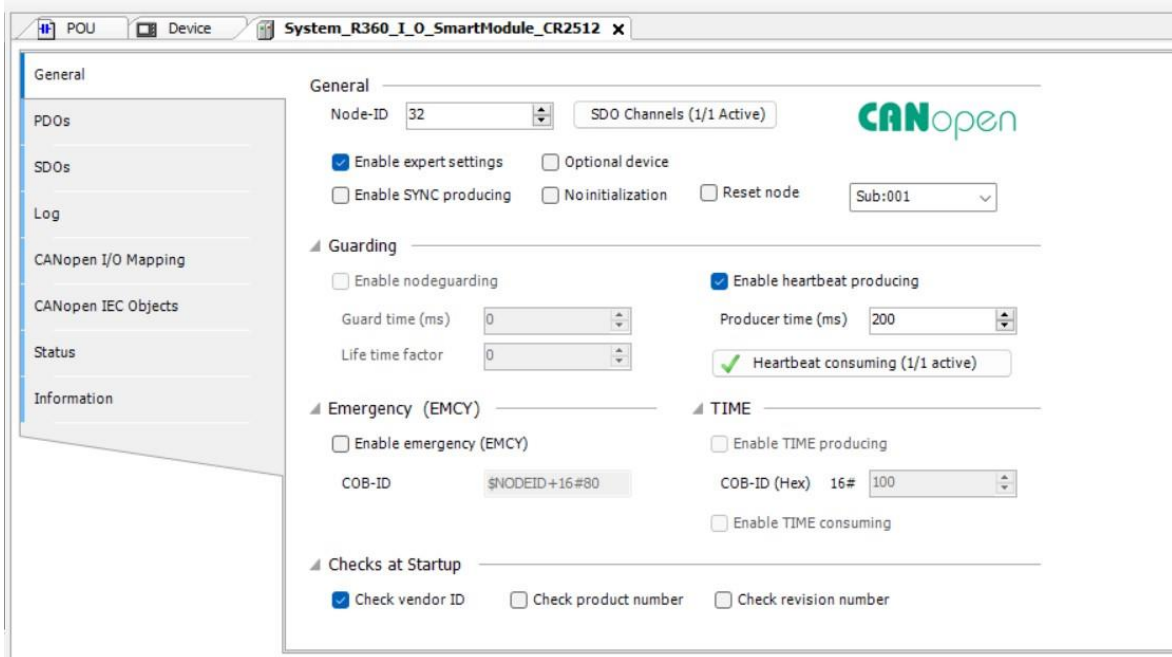 POU Device System_R360_I_O_SmartModule_CR2512 x
General
PDOs
SDOs
Log
CANopen I/O Mapping
CANopen IEC Objects
Status
Information
General
Node-ID 32 SDO Channels (1/1 Active) CANopen
Enable expert settings Optional device
Enable SYNC producing No initialization Reset node Sub:001
Guarding
Enable nodeguarding Enable heartbeat producing
Guard time (ms) 0 Producer time (ms) 200
Life time factor 0 Heartbeat consuming (1/1 active)
Emergency (EMCY) TIME
Enable emergency (EMCY) Enable TIME producing
COB-ID $NODEID+16#80 COB-ID (Hex) 16# 100
Enable TIME consuming
Checks at Startup
Check vendor ID Check product number Check revision number